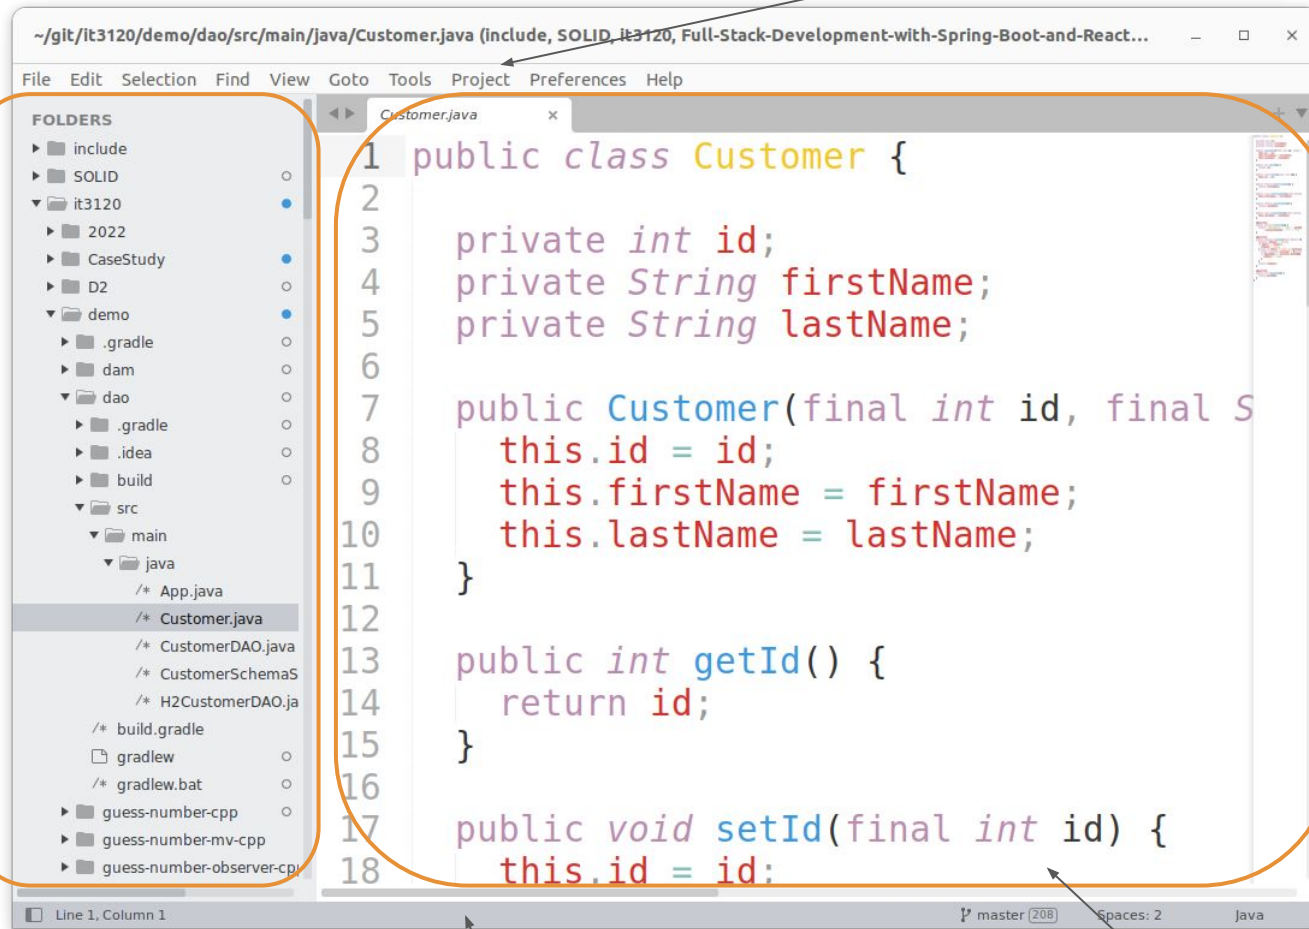 ~/git/it3120/demo/dao/src/main/java/Customer.java (include, SOLID, it3120, Full-Stack-Development-with-Spring-Boot-and-React...
File Edit Selection Find View Goto Tools Project Preferences Help
FOLDERS
include
SOLID
it3120
2022
CaseStudy
D2
demo
.gradle
dam
dao
.gradle
.idea
build
src
main
java
/* App.java
/* Customer.java
/* CustomerDAO.java
/* CustomerSchemaS
/* H2CustomerDAO.ja
/* build.gradle
gradlew
/* gradlew.bat
guess-number-cpp
guess-number-mv-cpp
guess-number-observer-cp
Customer.java
1 public class Customer {
2
3 private int id;
4 private String firstName;
5 private String lastName;
6
7 public Customer(final int id, final S
8 this.id = id;
9 this.firstName = firstName;
10 this.lastName = lastName;
11 }
12
13 public int getId() {
14 return id;
15 }
16
17 public void setId(final int id) {
18 this.id = id;
Line 1, Column 1 master 208 Spaces: 2 Java